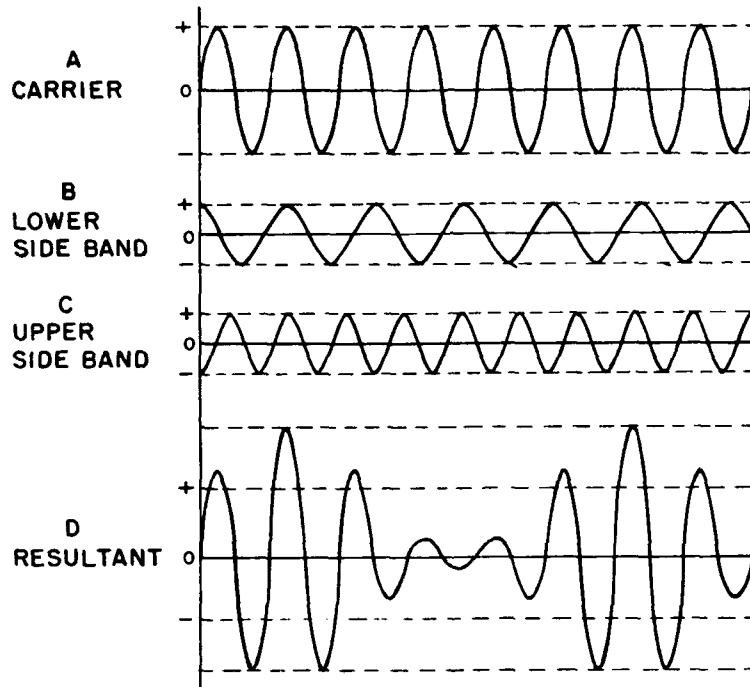 A
CARRIER
+
0
-
B
LOWER
SIDE BAND
+
0
-
C
UPPER
SIDE BAND
+
0
-
D
RESULTANT
+
0
-